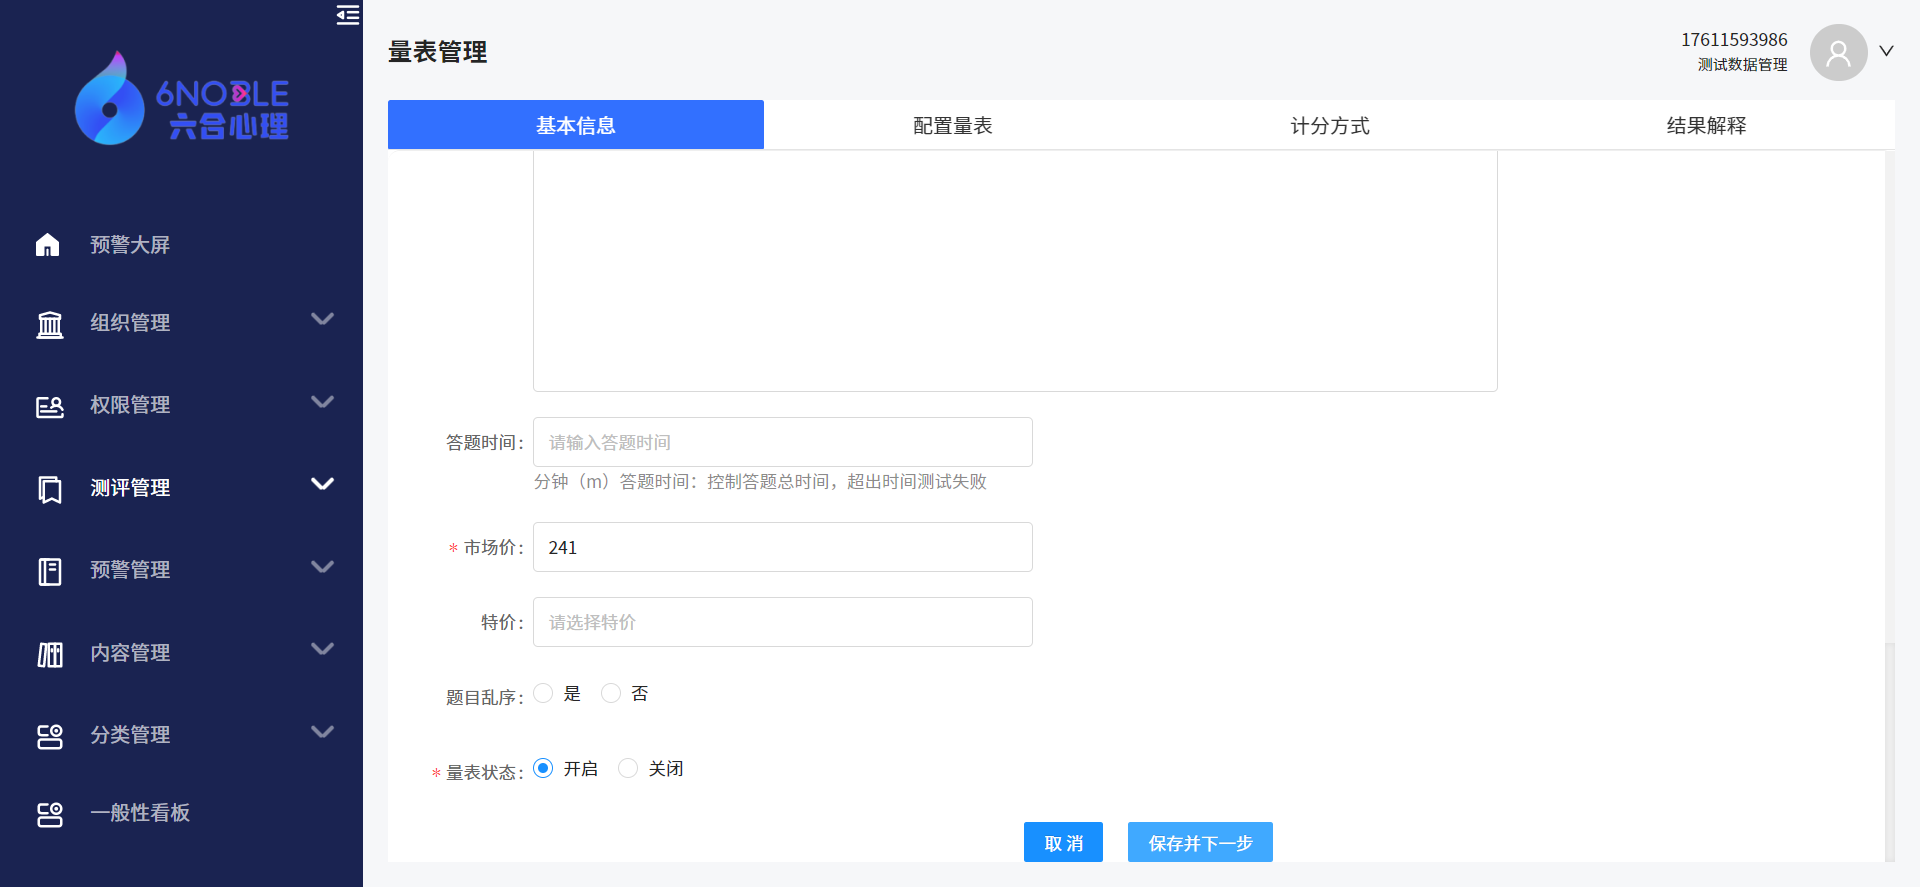 6NOBLE
六合心理
预警大屏
组织管理
权限管理
测评管理
预警管理
内容管理
分类管理
一般性看板
量表管理
17611593986
测试数据管理
基本信息
配置量表
计分方式
结果解释
答题时间：
请输入答题时间
分钟（m）答题时间：控制答题总时间，超出时间测试失败
* 市场价：
241
特价：
请选择特价
题目乱序：
是 否
* 量表状态：
开启 关闭
取 消
保存并下一步